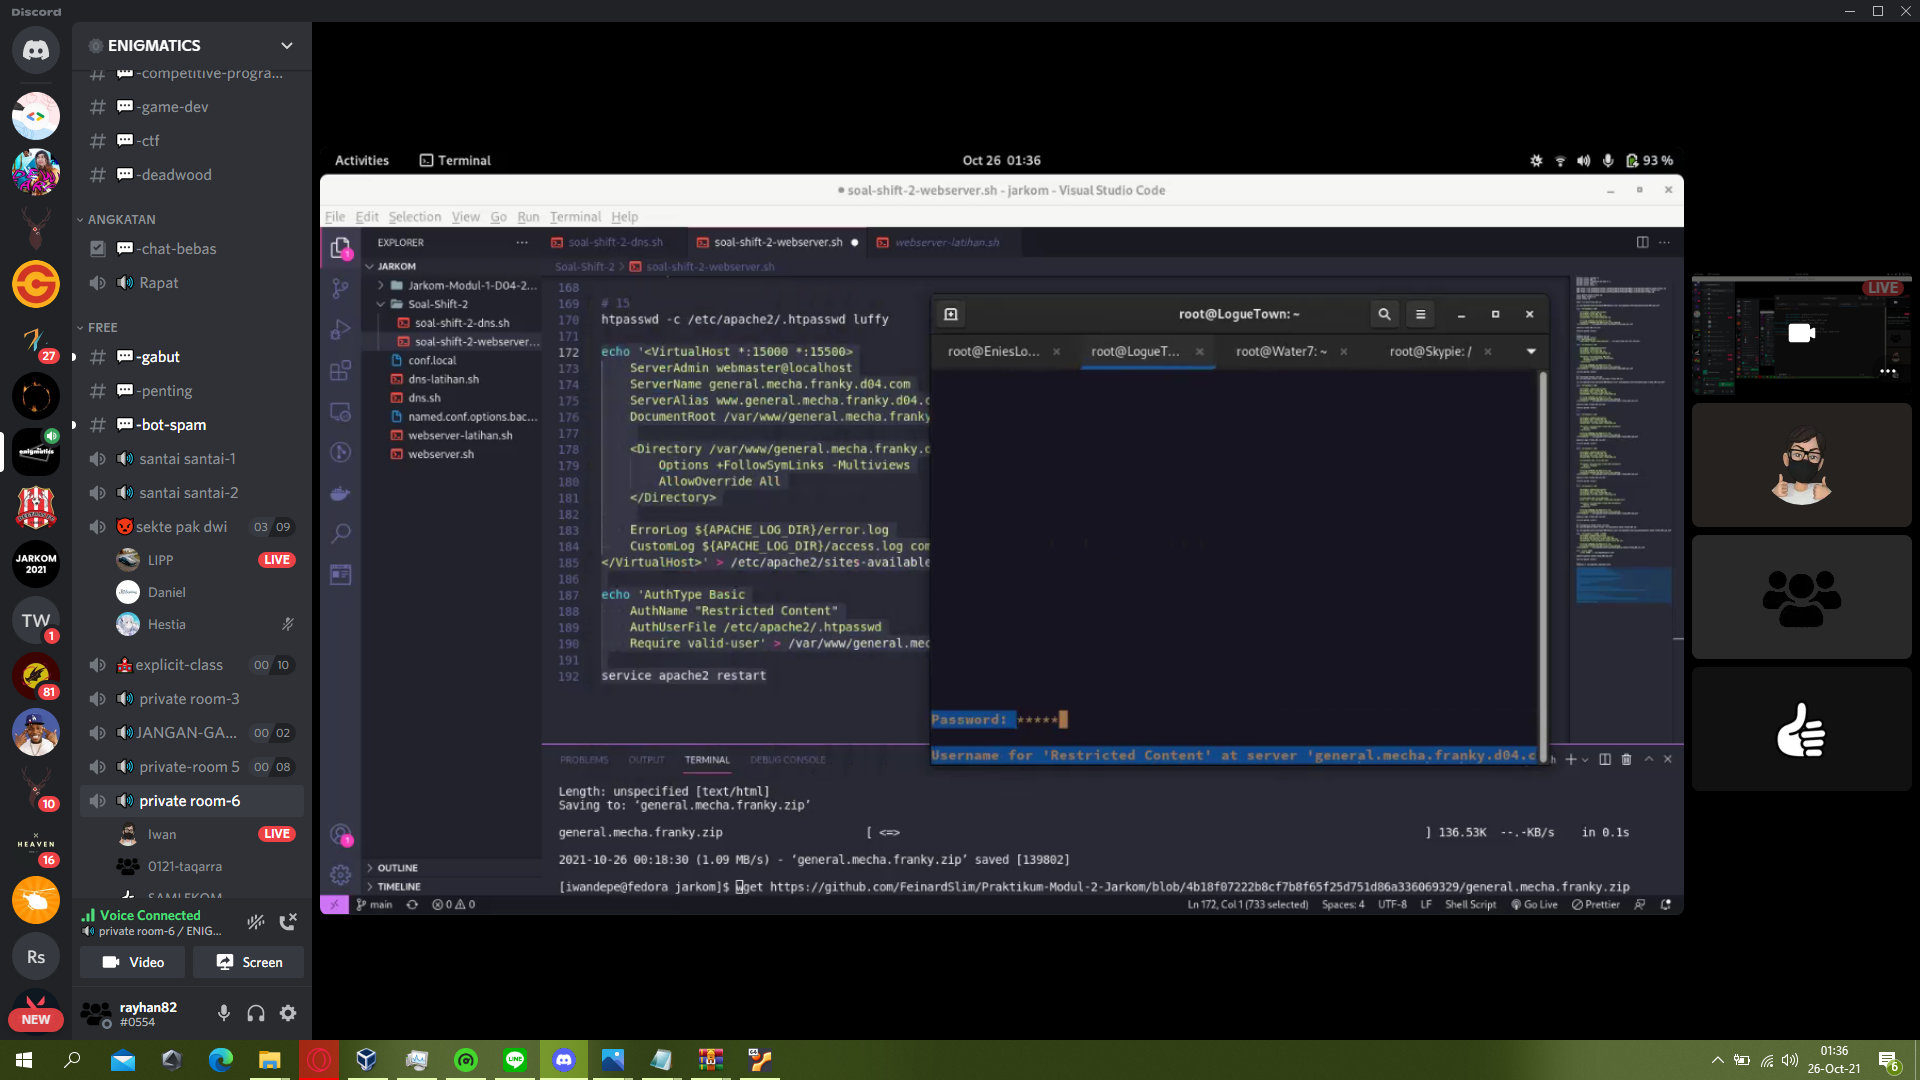 Discord
ENIGMATICS
-competitive-progra...
-game-dev
-ctf
-deadwood
ANGKATAN
-chat-bebas
Rapat
FREE
-gabut
-penting
-bot-spam
santai santai-1
santai santai-2
sekte pak dwi 03 09
LIPP LIVE
Daniel
Hestia
explicit-class 00 10
private room-3
JANGAN-GA... 00 02
private-room 5 00 08
private room-6
Iwan LIVE
0121-taqarra
Voice Connected
private room-6 / ENIG...
Video Screen
rayhan82
#0554
27
enigmatics
JARKOM
2021
TW
1
81
10
HEAVEN
16
Rs
NEW
Activities Terminal Oct 26 01:36 93 %
soal-shift-2-webserver.sh - jarkom - Visual Studio Code
File Edit Selection View Go Run Terminal Help
EXPLORER
JARKOM
Jarkom-Modul-1-D04-2...
Soal-Shift-2
soal-shift-2-dns.sh
soal-shift-2-webserver...
conf.local
dns-latihan.sh
dns.sh
named.conf.options.bac...
webserver-latihan.sh
webserver.sh
OUTLINE
TIMELINE
soal-shift-2-dns.sh soal-shift-2-webserver.sh webserver-latihan.sh
Soal-Shift-2 > soal-shift-2-webserver.sh
168
169 # 15
170 htpasswd -c /etc/apache2/.htpasswd luffy
171
172 echo '<VirtualHost *:15000 *:15500>
173 ServerAdmin webmaster@localhost
174 ServerName general.mecha.franky.d04.com
175 ServerAlias www.general.mecha.franky.d04.c
176 DocumentRoot /var/www/general.mecha.franky
177
178 <Directory /var/www/general.mecha.franky.d
179 Options +FollowSymLinks -Multiviews
180 AllowOverride All
181 </Directory>
182
183 ErrorLog ${APACHE_LOG_DIR}/error.log
184 CustomLog ${APACHE_LOG_DIR}/access.log com
185 </VirtualHost>' > /etc/apache2/sites-available
186
187 echo 'AuthType Basic
188 AuthName "Restricted Content"
189 AuthUserFile /etc/apache2/.htpasswd
190 Require valid-user' > /var/www/general.mec
191
192 service apache2 restart
root@LogueTown: ~
root@EniesLo... root@LogueT... root@Water7: ~ root@Skypie: /
Password: *****
Username for 'Restricted Content' at server 'general.mecha.franky.d04.c
PROBLEMS OUTPUT TERMINAL DEBUG CONSOLE
Length: unspecified [text/html]
Saving to: ‘general.mecha.franky.zip’
general.mecha.franky.zip [ <=> ] 136.53K --.-KB/s in 0.1s
2021-10-26 00:18:30 (1.09 MB/s) - ‘general.mecha.franky.zip’ saved [139802]
[iwandepe@fedora jarkom]$ wget https://github.com/FeinardSlim/Praktikum-Modul-2-Jarkom/blob/4b18f07222b8cf7b8f65f25d751d86a336069329/general.mecha.franky.zip
main 0 0 Ln 172, Col 1 (733 selected) Spaces: 4 UTF-8 LF Shell Script Go Live Prettier
LIVE
01:36
26-Oct-21
6